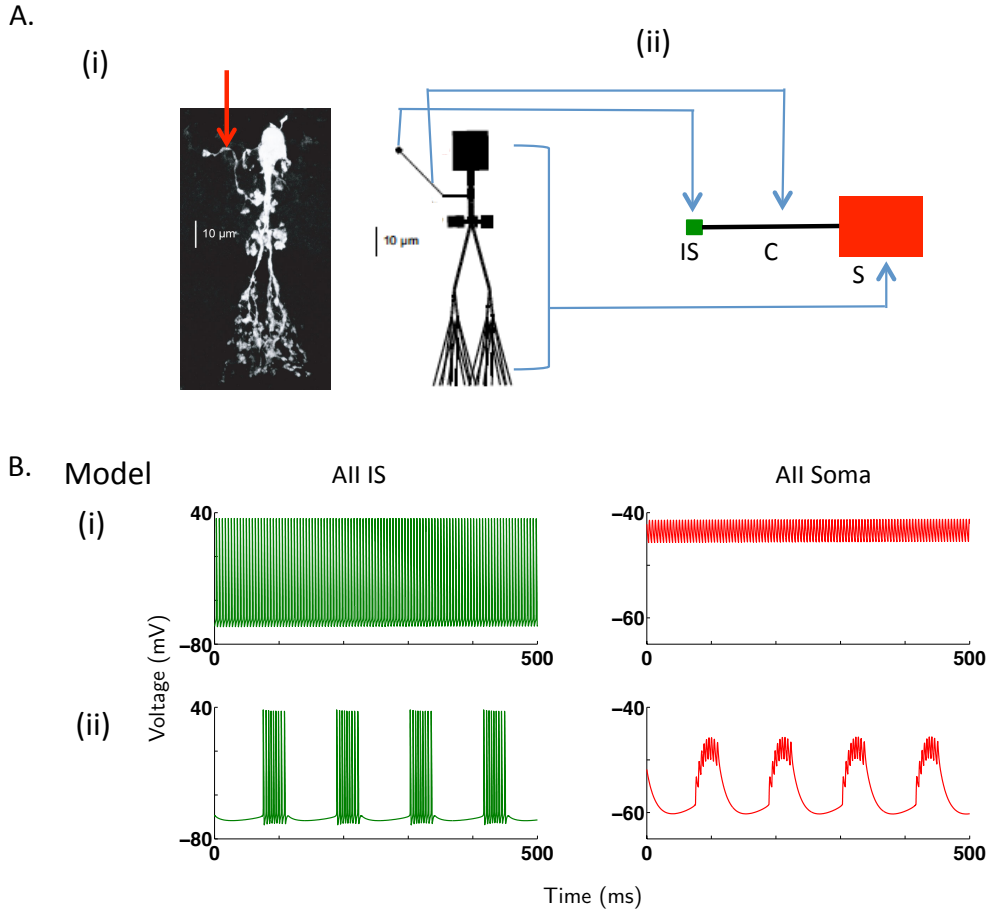 A.
(i)
(ii)
10 µm
10 µm
IS
C
S
B.
Model
AII IS
AII Soma
(i)
40
−80
0
500
−40
−60
0
500
(ii)
40
−80
0
500
−40
−60
0
500
Voltage (mV)
Time (ms)